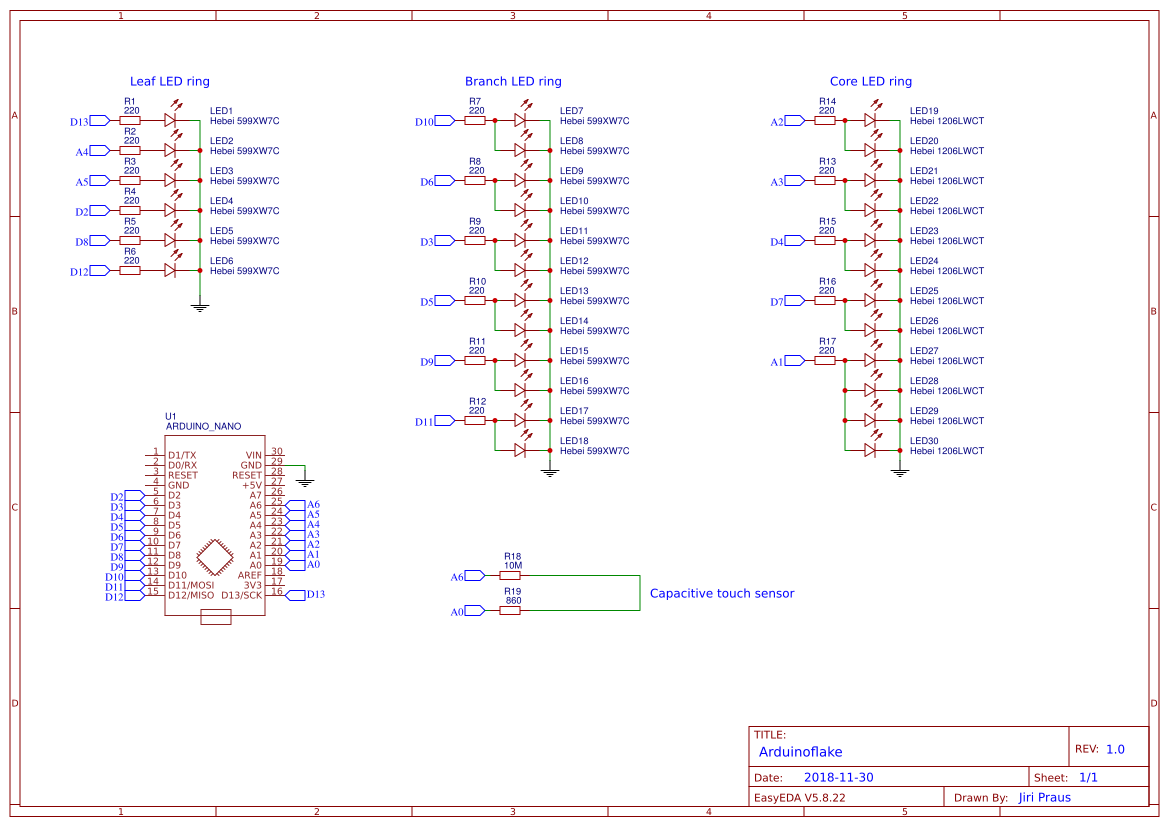 1 2 3 4 5
A A
B B
C C
D D
Leaf LED ring
D13 R1 220 LED1 Hebei 599XW7C
A4 R2 220 LED2 Hebei 599XW7C
A5 R3 220 LED3 Hebei 599XW7C
D2 R4 220 LED4 Hebei 599XW7C
D8 R5 220 LED5 Hebei 599XW7C
D12 R6 220 LED6 Hebei 599XW7C
Branch LED ring
D10 R7 220 LED7 Hebei 599XW7C
LED8 Hebei 599XW7C
D6 R8 220 LED9 Hebei 599XW7C
LED10 Hebei 599XW7C
D3 R9 220 LED11 Hebei 599XW7C
LED12 Hebei 599XW7C
D5 R10 220 LED13 Hebei 599XW7C
LED14 Hebei 599XW7C
D9 R11 220 LED15 Hebei 599XW7C
LED16 Hebei 599XW7C
D11 R12 220 LED17 Hebei 599XW7C
LED18 Hebei 599XW7C
Core LED ring
A2 R14 220 LED19 Hebei 1206LWCT
LED20 Hebei 1206LWCT
A3 R13 220 LED21 Hebei 1206LWCT
LED22 Hebei 1206LWCT
D4 R15 220 LED23 Hebei 1206LWCT
LED24 Hebei 1206LWCT
D7 R16 220 LED25 Hebei 1206LWCT
LED26 Hebei 1206LWCT
A1 R17 220 LED27 Hebei 1206LWCT
LED28 Hebei 1206LWCT
LED29 Hebei 1206LWCT
LED30 Hebei 1206LWCT
U1
ARDUINO_NANO
1 D1/TX VIN 30
2 D0/RX GND 29
3 RESET RESET 28
4 GND +5V 27
D2 5 D2 A7 26
D3 6 D3 A6 25 A6
D4 7 D4 A5 24 A5
D5 8 D5 A4 23 A4
D6 9 D6 A3 22 A3
D7 10 D7 A2 21 A2
D8 11 D8 A1 20 A1
D9 12 D9 A0 19 A0
D10 13 D10 AREF 18
D11 14 D11/MOSI 3V3 17
D12 15 D12/MISO D13/SCK 16 D13
A6 R18 10M
A0 R19 860
Capacitive touch sensor
TITLE:
Arduinoflake
REV: 1.0
Date: 2018-11-30
Sheet: 1/1
EasyEDA V5.8.22
Drawn By: Jiri Praus
1 2 3 4 5